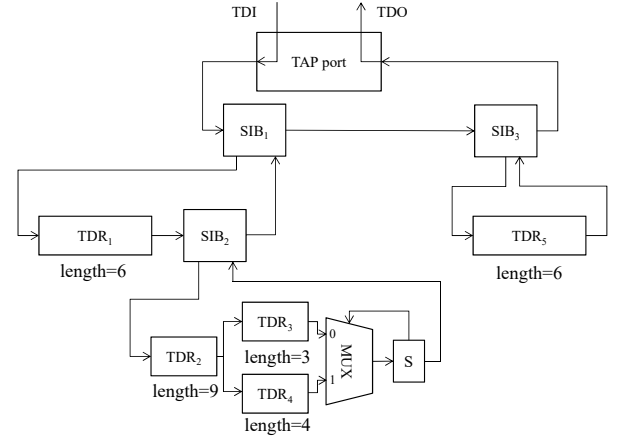 TDI
TDO
TAP port
SIB₁
SIB₃
TDR₁
SIB₂
TDR₅
length=6
length=6
TDR₃
0
TDR₂
length=3
MUX
S
TDR₄
1
length=9
length=4